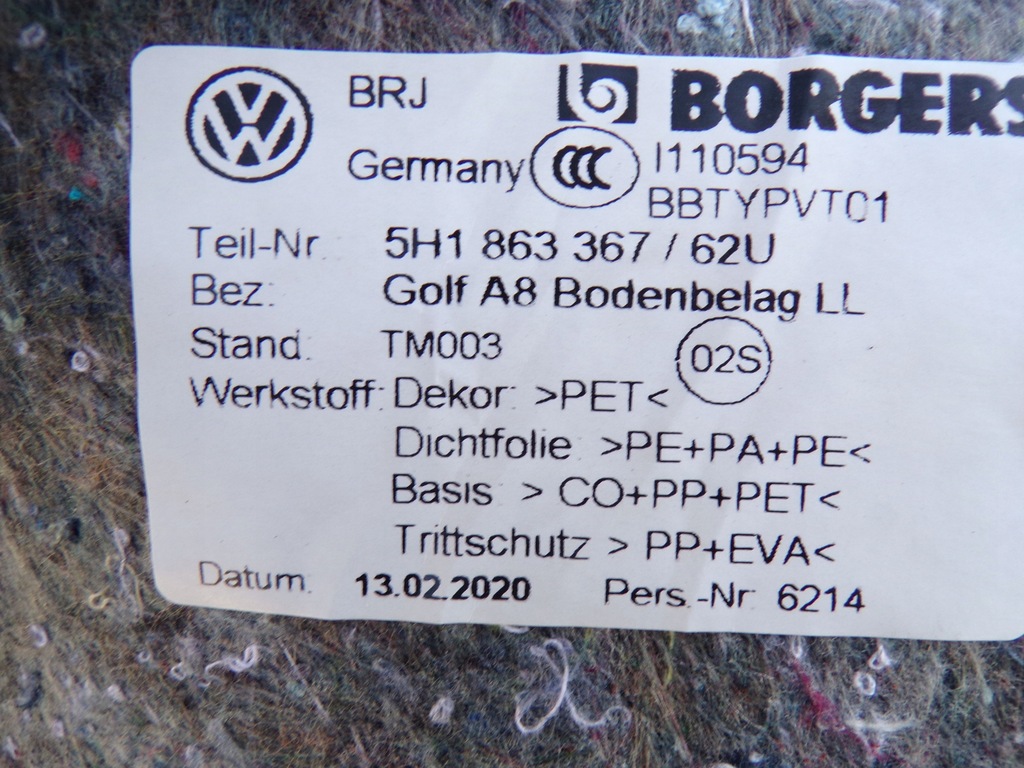 BRJ BORGERS
Germany CCC I110594
BBTYPVT01
Teil-Nr. 5H1 863 367 / 62U
Bez: Golf A8 Bodenbelag LL
Stand: TM003 02S
Werkstoff: Dekor: >PET<
Dichtfolie >PE+PA+PE<
Basis > CO+PP+PET<
Trittschutz > PP+EVA<
Datum: 13.02.2020 Pers.-Nr 6214